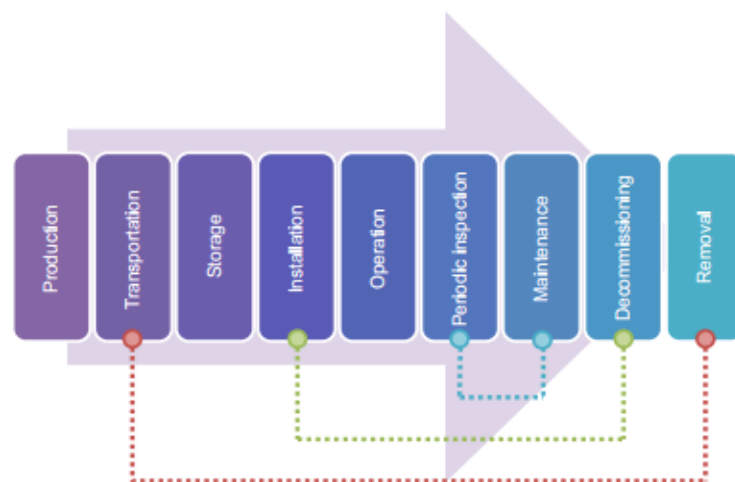 Production
Transportation
Storage
Installation
Operation
Periodic inspection
Maintenance
Decommissioning
Removal